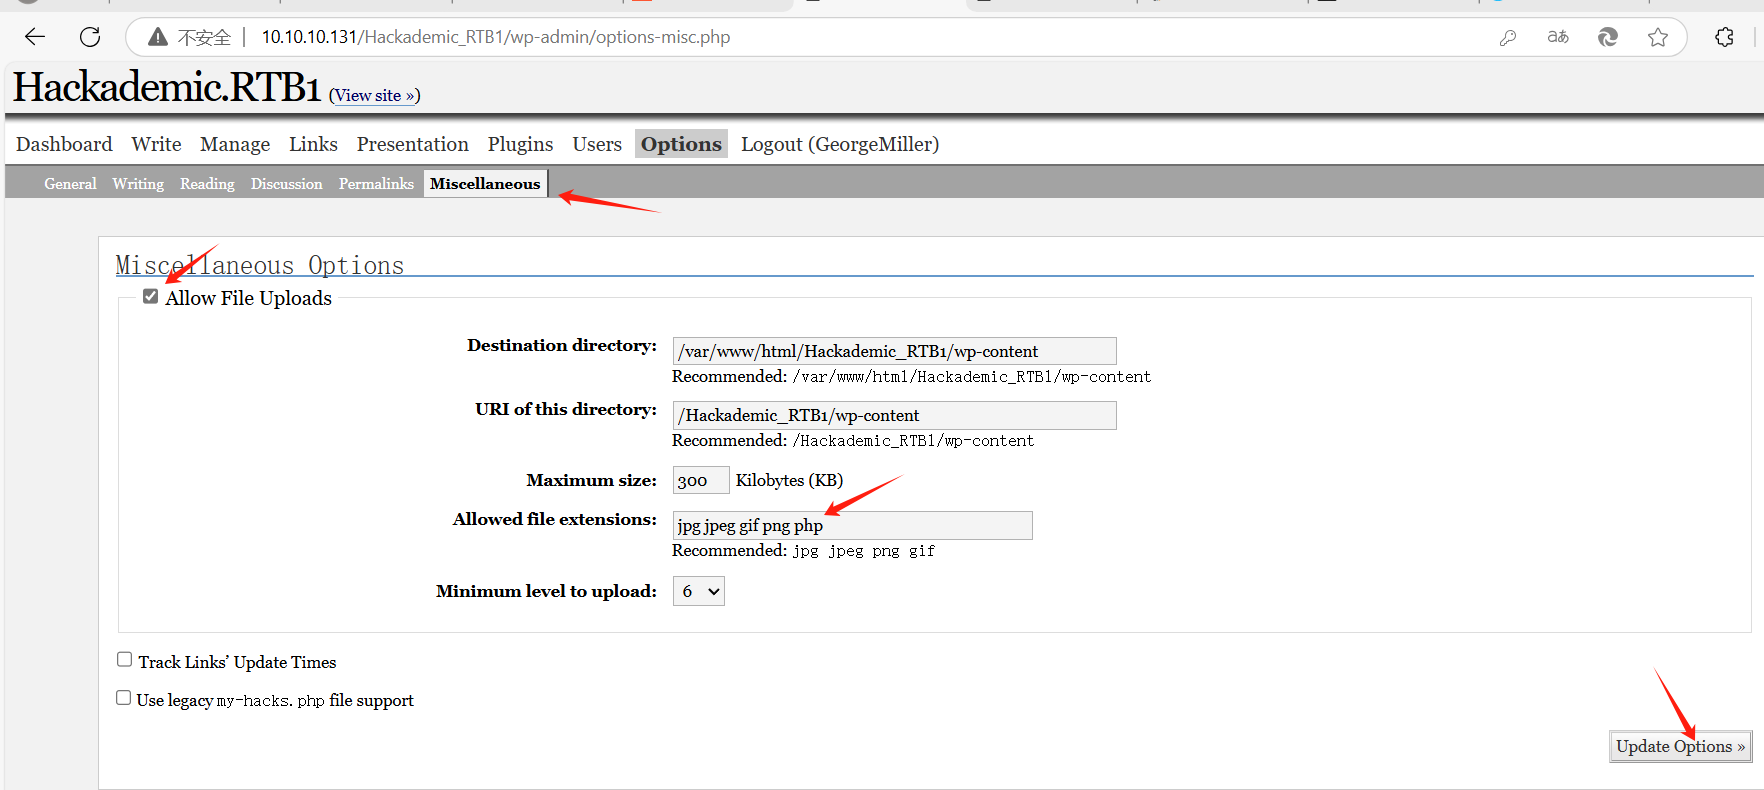 不安全 | 10.10.10.131/Hackademic_RTB1/wp-admin/options-misc.php
Hackademic.RTB1 (View site »)
Dashboard Write Manage Links Presentation Plugins Users Options Logout (GeorgeMiller)
General Writing Reading Discussion Permalinks Miscellaneous
Miscellaneous Options
Allow File Uploads
Destination directory: /var/www/html/Hackademic_RTB1/wp-content
Recommended: /var/www/html/Hackademic_RTB1/wp-content
URI of this directory: /Hackademic_RTB1/wp-content
Recommended: /Hackademic_RTB1/wp-content
Maximum size: 300 Kilobytes (KB)
Allowed file extensions: jpg jpeg gif png php
Recommended: jpg jpeg png gif
Minimum level to upload: 6
Track Links’ Update Times
Use legacy my-hacks.php file support
Update Options »